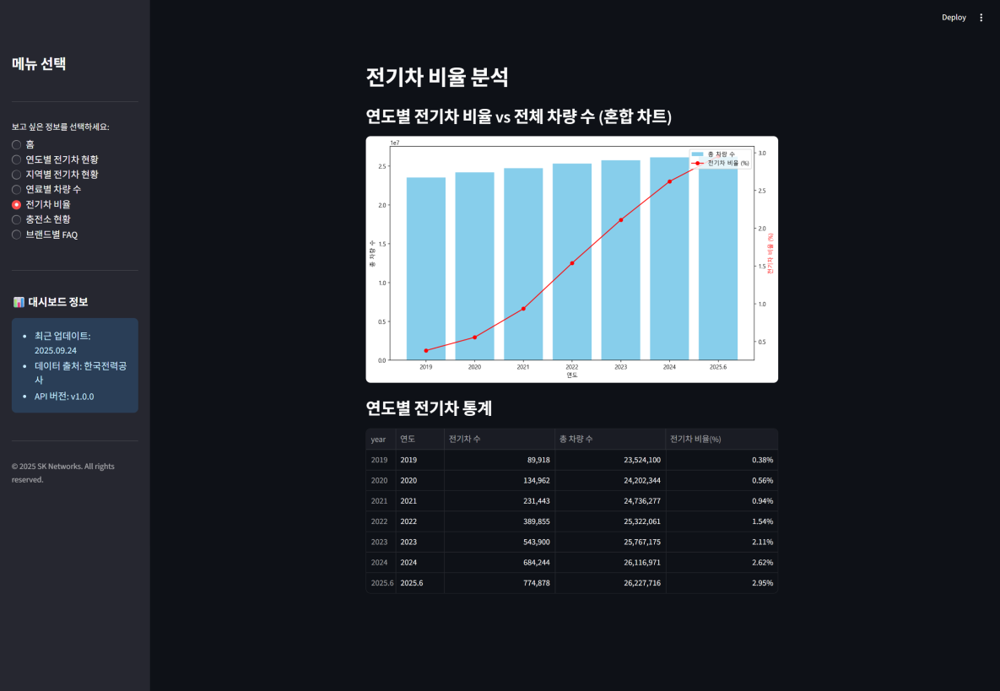 Deploy
메뉴 선택
보고 싶은 정보를 선택하세요:
홈
연도별 전기차 현황
지역별 전기차 현황
연료별 차량 수
전기차 비율
충전소 현황
브랜드별 FAQ
대시보드 정보
최근 업데이트:
2025.09.24
데이터 출처: 한국전력공
사
API 버전: v1.0.0
© 2025 SK Networks. All rights
reserved.
전기차 비율 분석
연도별 전기차 비율 vs 전체 차량 수 (혼합 차트)
1e7
총 차량 수
전기차 비율 (%)
2.5
2.0
1.5
1.0
0.5
0.0
총 차량 수
3.0
2.5
2.0
1.5
1.0
0.5
전기차 비율 (%)
2019 2020 2021 2022 2023 2024 2025.6
연도
연도별 전기차 통계
year 연도 전기차 수 총 차량 수 전기차 비율(%)
2019 2019 89,918 23,524,100 0.38%
2020 2020 134,962 24,202,344 0.56%
2021 2021 231,443 24,736,277 0.94%
2022 2022 389,855 25,322,061 1.54%
2023 2023 543,900 25,767,175 2.11%
2024 2024 684,244 26,116,971 2.62%
2025.6 2025.6 774,878 26,227,716 2.95%